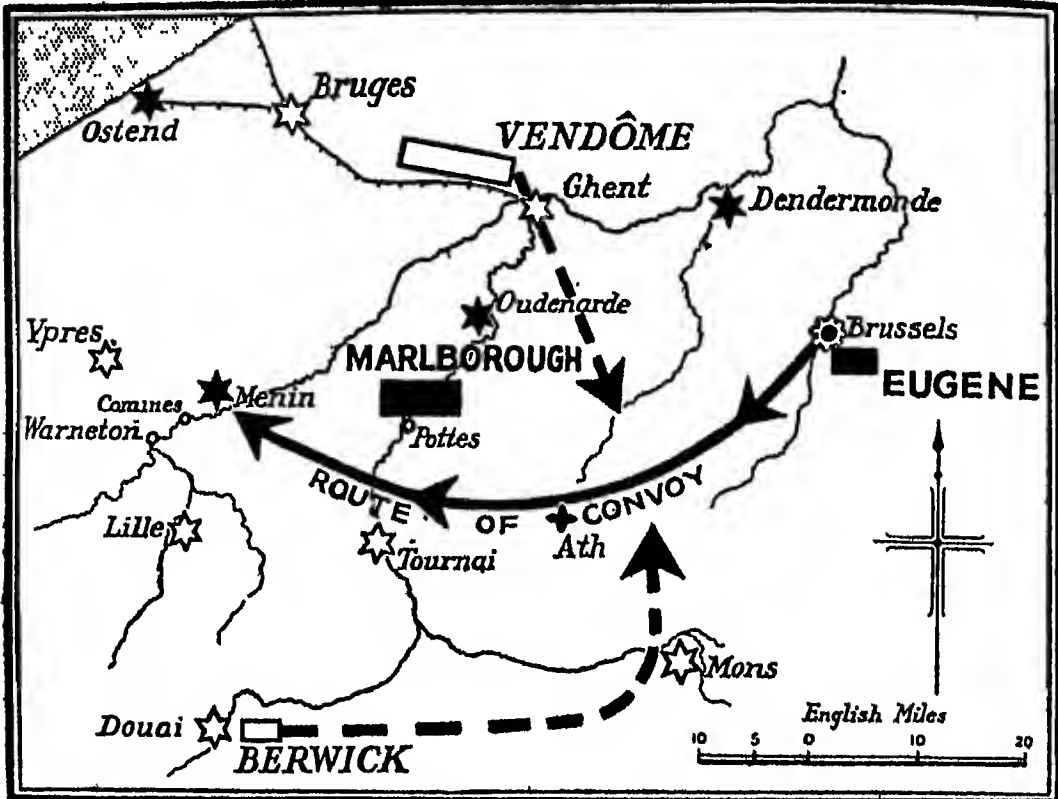 Bruges
Ostend
VENDÔME
Ghent
Dendermonde
Oudenarde
Ypres
Brussels
MARLBOROUGH
EUGENE
Menin
Comines
Warneton
Pottes
ROUTE OF CONVOY
Lille
Ath
Tournai
Mons
Douai
BERWICK
English Miles
10 5 0 10 20